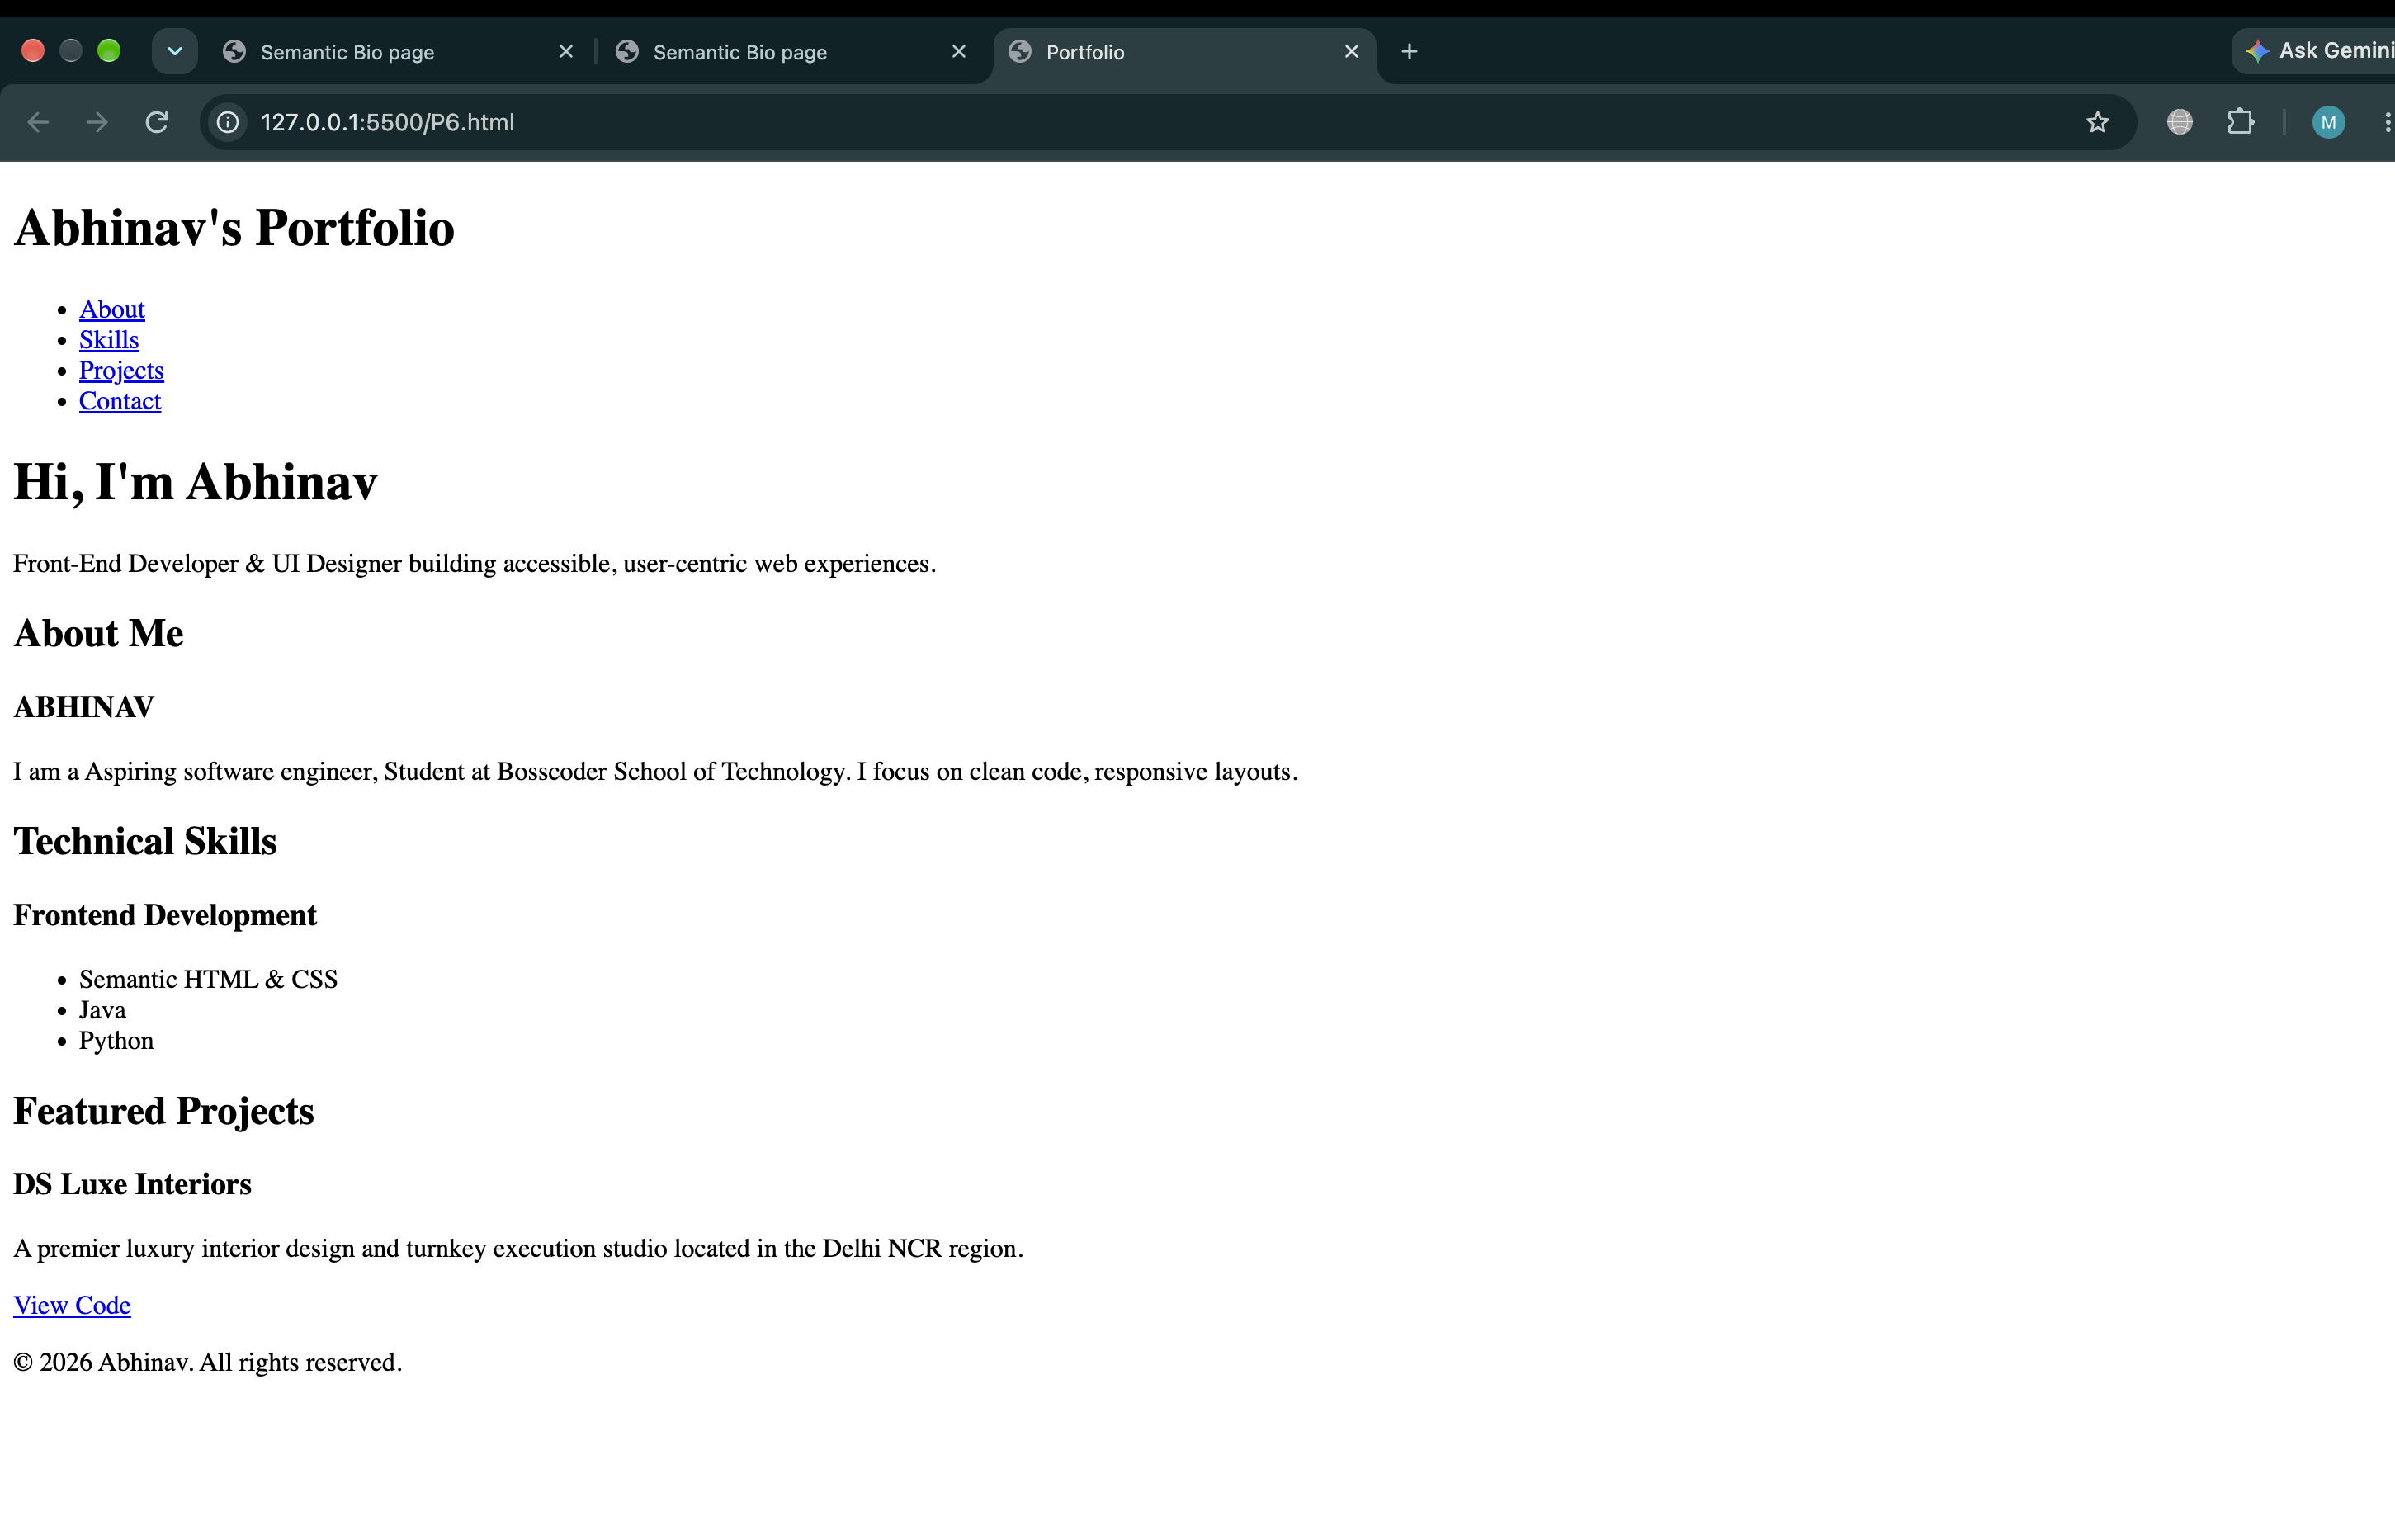 Semantic Bio page
Semantic Bio page
Portfolio
Ask Gemini
127.0.0.1:5500/P6.html
M
Abhinav's Portfolio
About
Skills
Projects
Contact
Hi, I'm Abhinav
Front-End Developer & UI Designer building accessible, user-centric web experiences.
About Me
ABHINAV
I am a Aspiring software engineer, Student at Bosscoder School of Technology. I focus on clean code, responsive layouts.
Technical Skills
Frontend Development
Semantic HTML & CSS
Java
Python
Featured Projects
DS Luxe Interiors
A premier luxury interior design and turnkey execution studio located in the Delhi NCR region.
View Code
© 2026 Abhinav. All rights reserved.